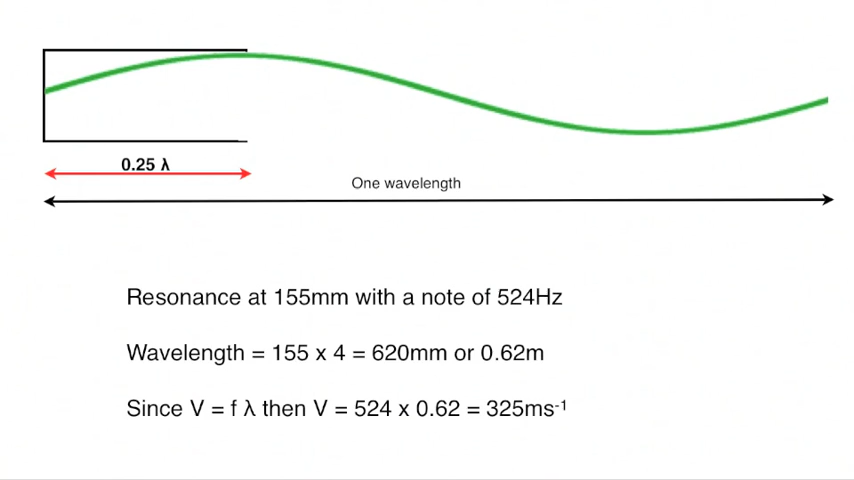 0.25 λ
One wavelength
Resonance at 155mm with a note of 524Hz
Wavelength = 155 x 4 = 620mm or 0.62m
Since V = f λ then V = 524 x 0.62 = 325ms⁻¹